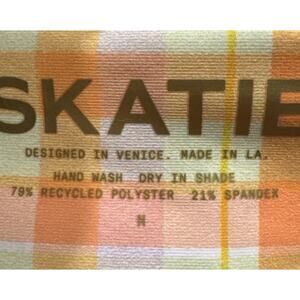 SKATIE
DESIGNED IN VENICE. MADE IN LA.
HAND WASH DRY IN SHADE
79% RECYCLED POLYSTER 21% SPANDEX